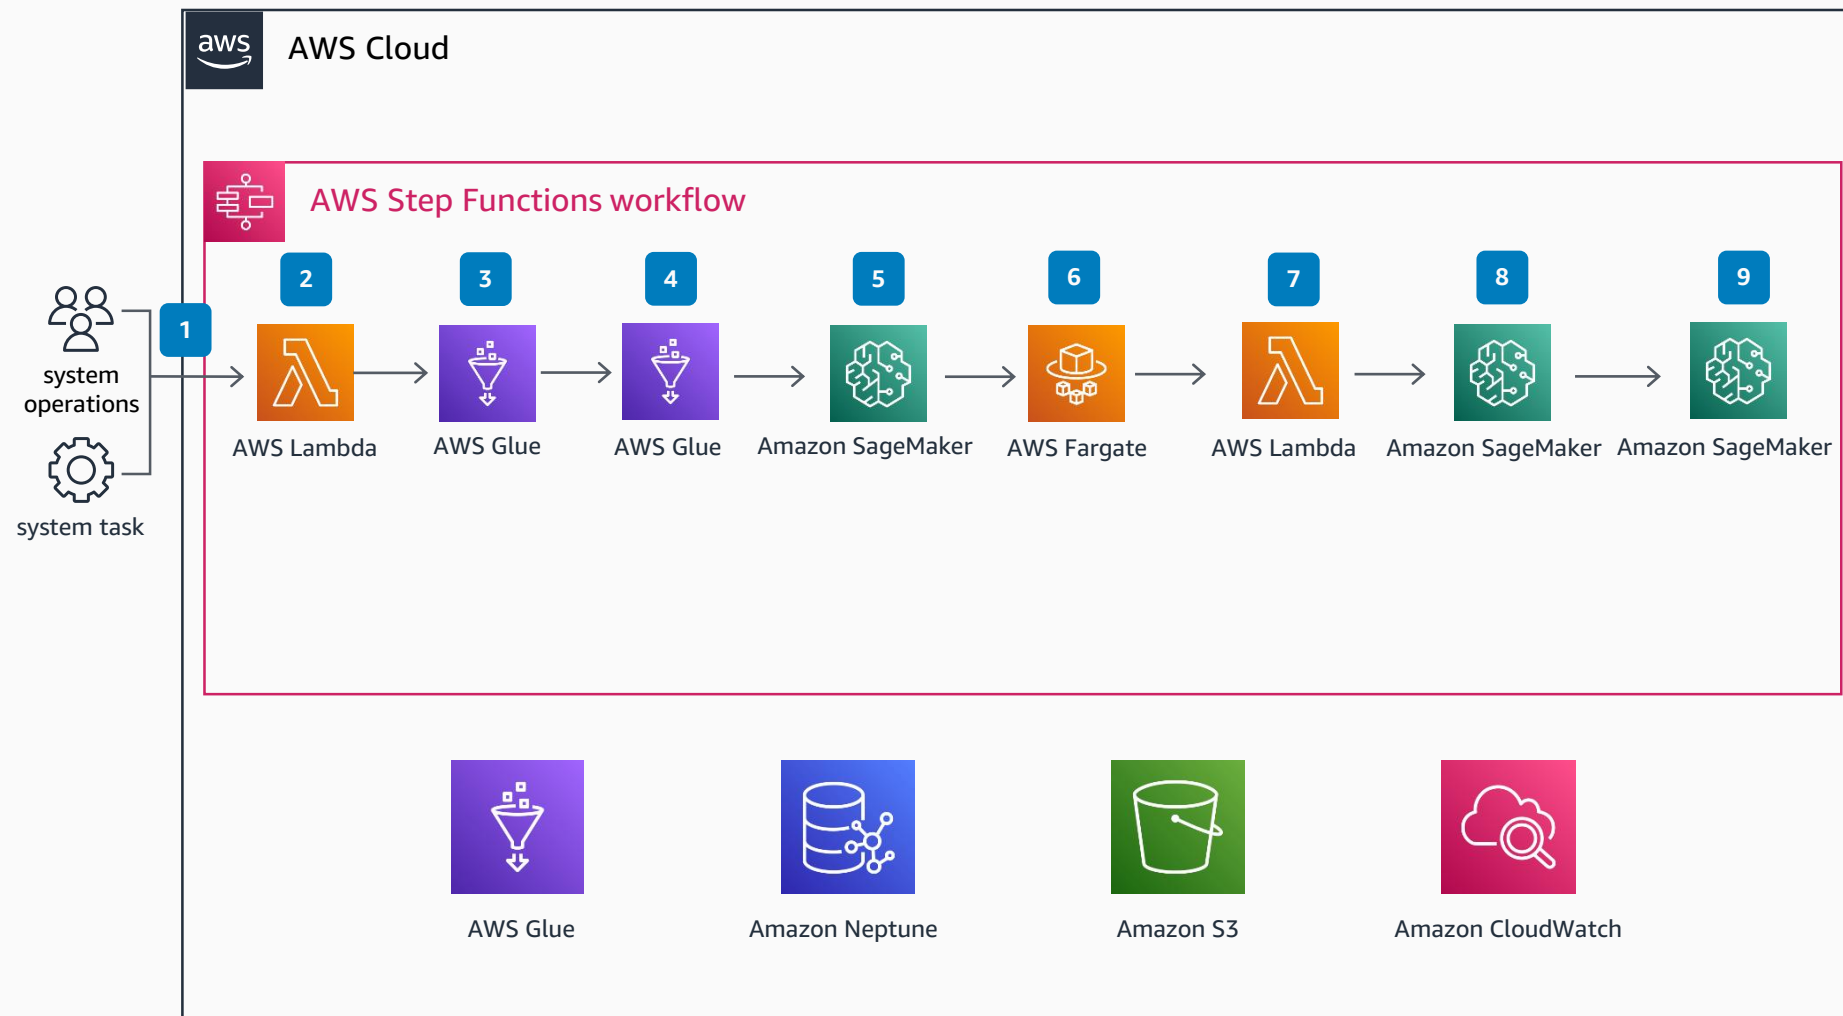 aws
AWS Cloud
AWS Step Functions workflow
2
3
4
5
6
7
8
9
1
system
operations
system task
AWS Lambda
AWS Glue
AWS Glue
Amazon SageMaker
AWS Fargate
AWS Lambda
Amazon SageMaker
Amazon SageMaker
AWS Glue
Amazon Neptune
Amazon S3
Amazon CloudWatch